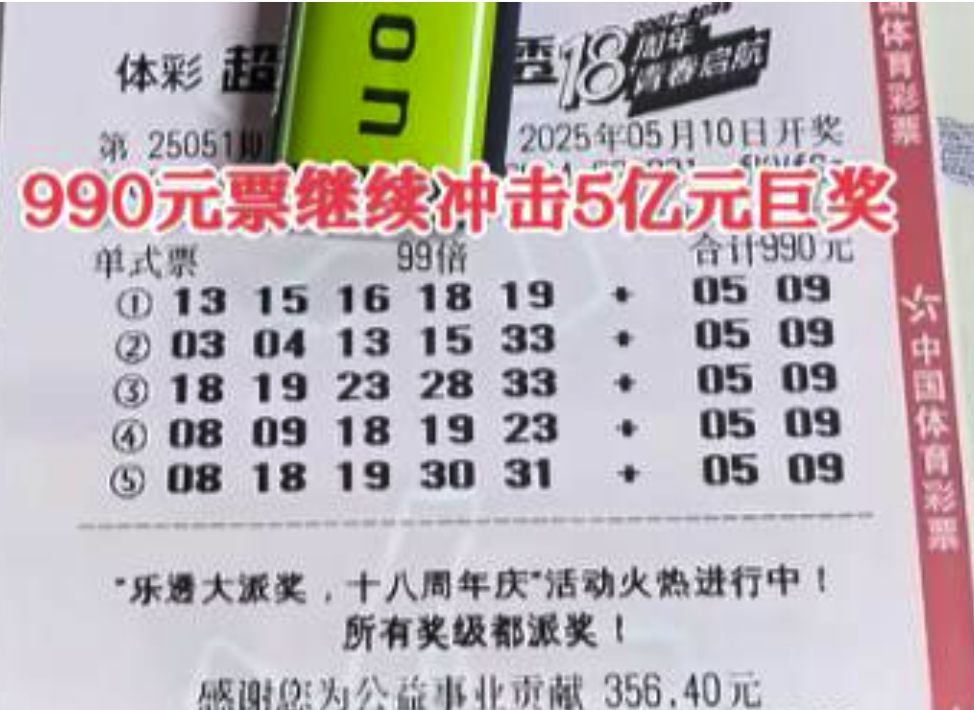 体彩 超
18周年
青春启航
on
第 25051期
2025年05月10日开奖
990元票继续冲击5亿元巨奖
单式票 99倍 合计990元
① 13 15 16 18 19 + 05 09
② 03 04 13 15 33 + 05 09
③ 18 19 23 28 33 + 05 09
④ 08 09 18 19 23 + 05 09
⑤ 08 18 19 30 31 + 05 09
"乐透大派奖，十八周年庆"活动火热进行中！
所有奖级都派奖！
感谢您为公益事业贡献 356.40元
国体育彩票
中国体育彩票